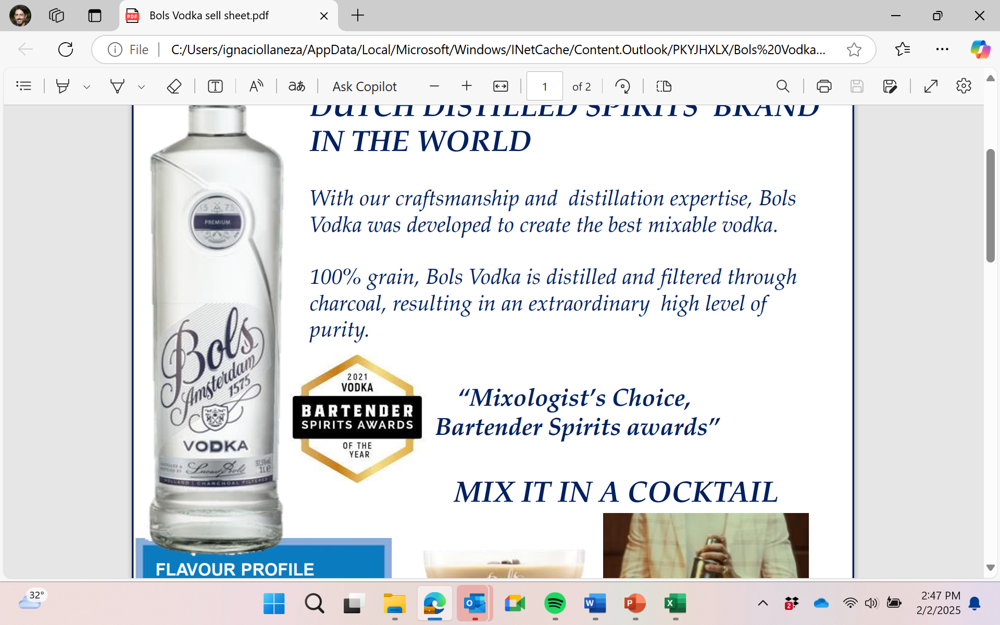 Bols Vodka sell sheet.pdf
File
C:/Users/ignaciollaneza/AppData/Local/Microsoft/Windows/INetCache/Content.Outlook/PKYJHXLX/Bols%20Vodka...
Ask Copilot
1
of 2
DUTCH DISTILLED SPIRITS BRAND
IN THE WORLD
With our craftsmanship and distillation expertise, Bols
Vodka was developed to create the best mixable vodka.
100% grain, Bols Vodka is distilled and filtered through
charcoal, resulting in an extraordinary high level of
purity.
15 75
PREMIUM
Bols
Amsterdam
1575
VODKA
Lucas Bols
37,5%vol
1Le
HOLLAND | CHARCHOAL FILTERED
2021
VODKA
BARTENDER
SPIRITS AWARDS
OF THE
YEAR
“Mixologist’s Choice,
Bartender Spirits awards”
MIX IT IN A COCKTAIL
FLAVOUR PROFILE
32°
2:47 PM
2/2/2025